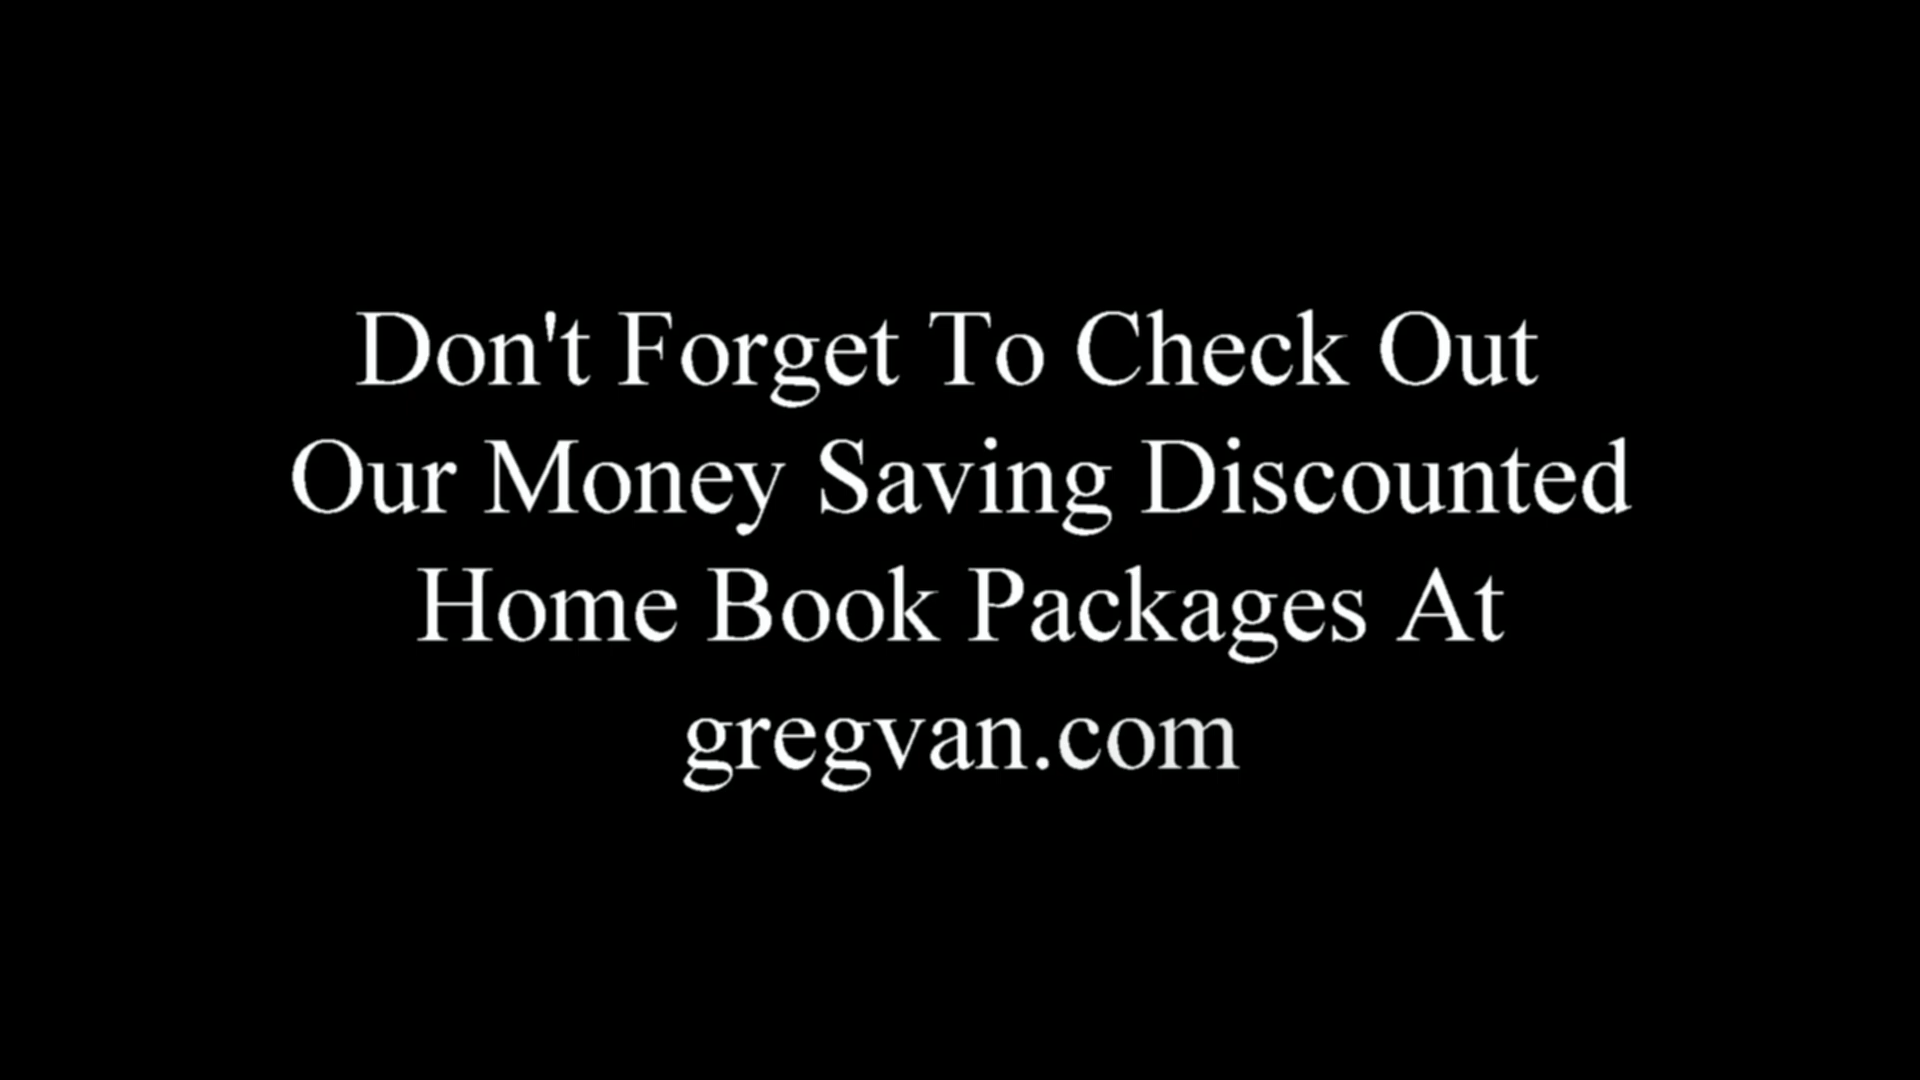 Don't Forget To Check Out
Our Money Saving Discounted
Home Book Packages At
gregvan.com